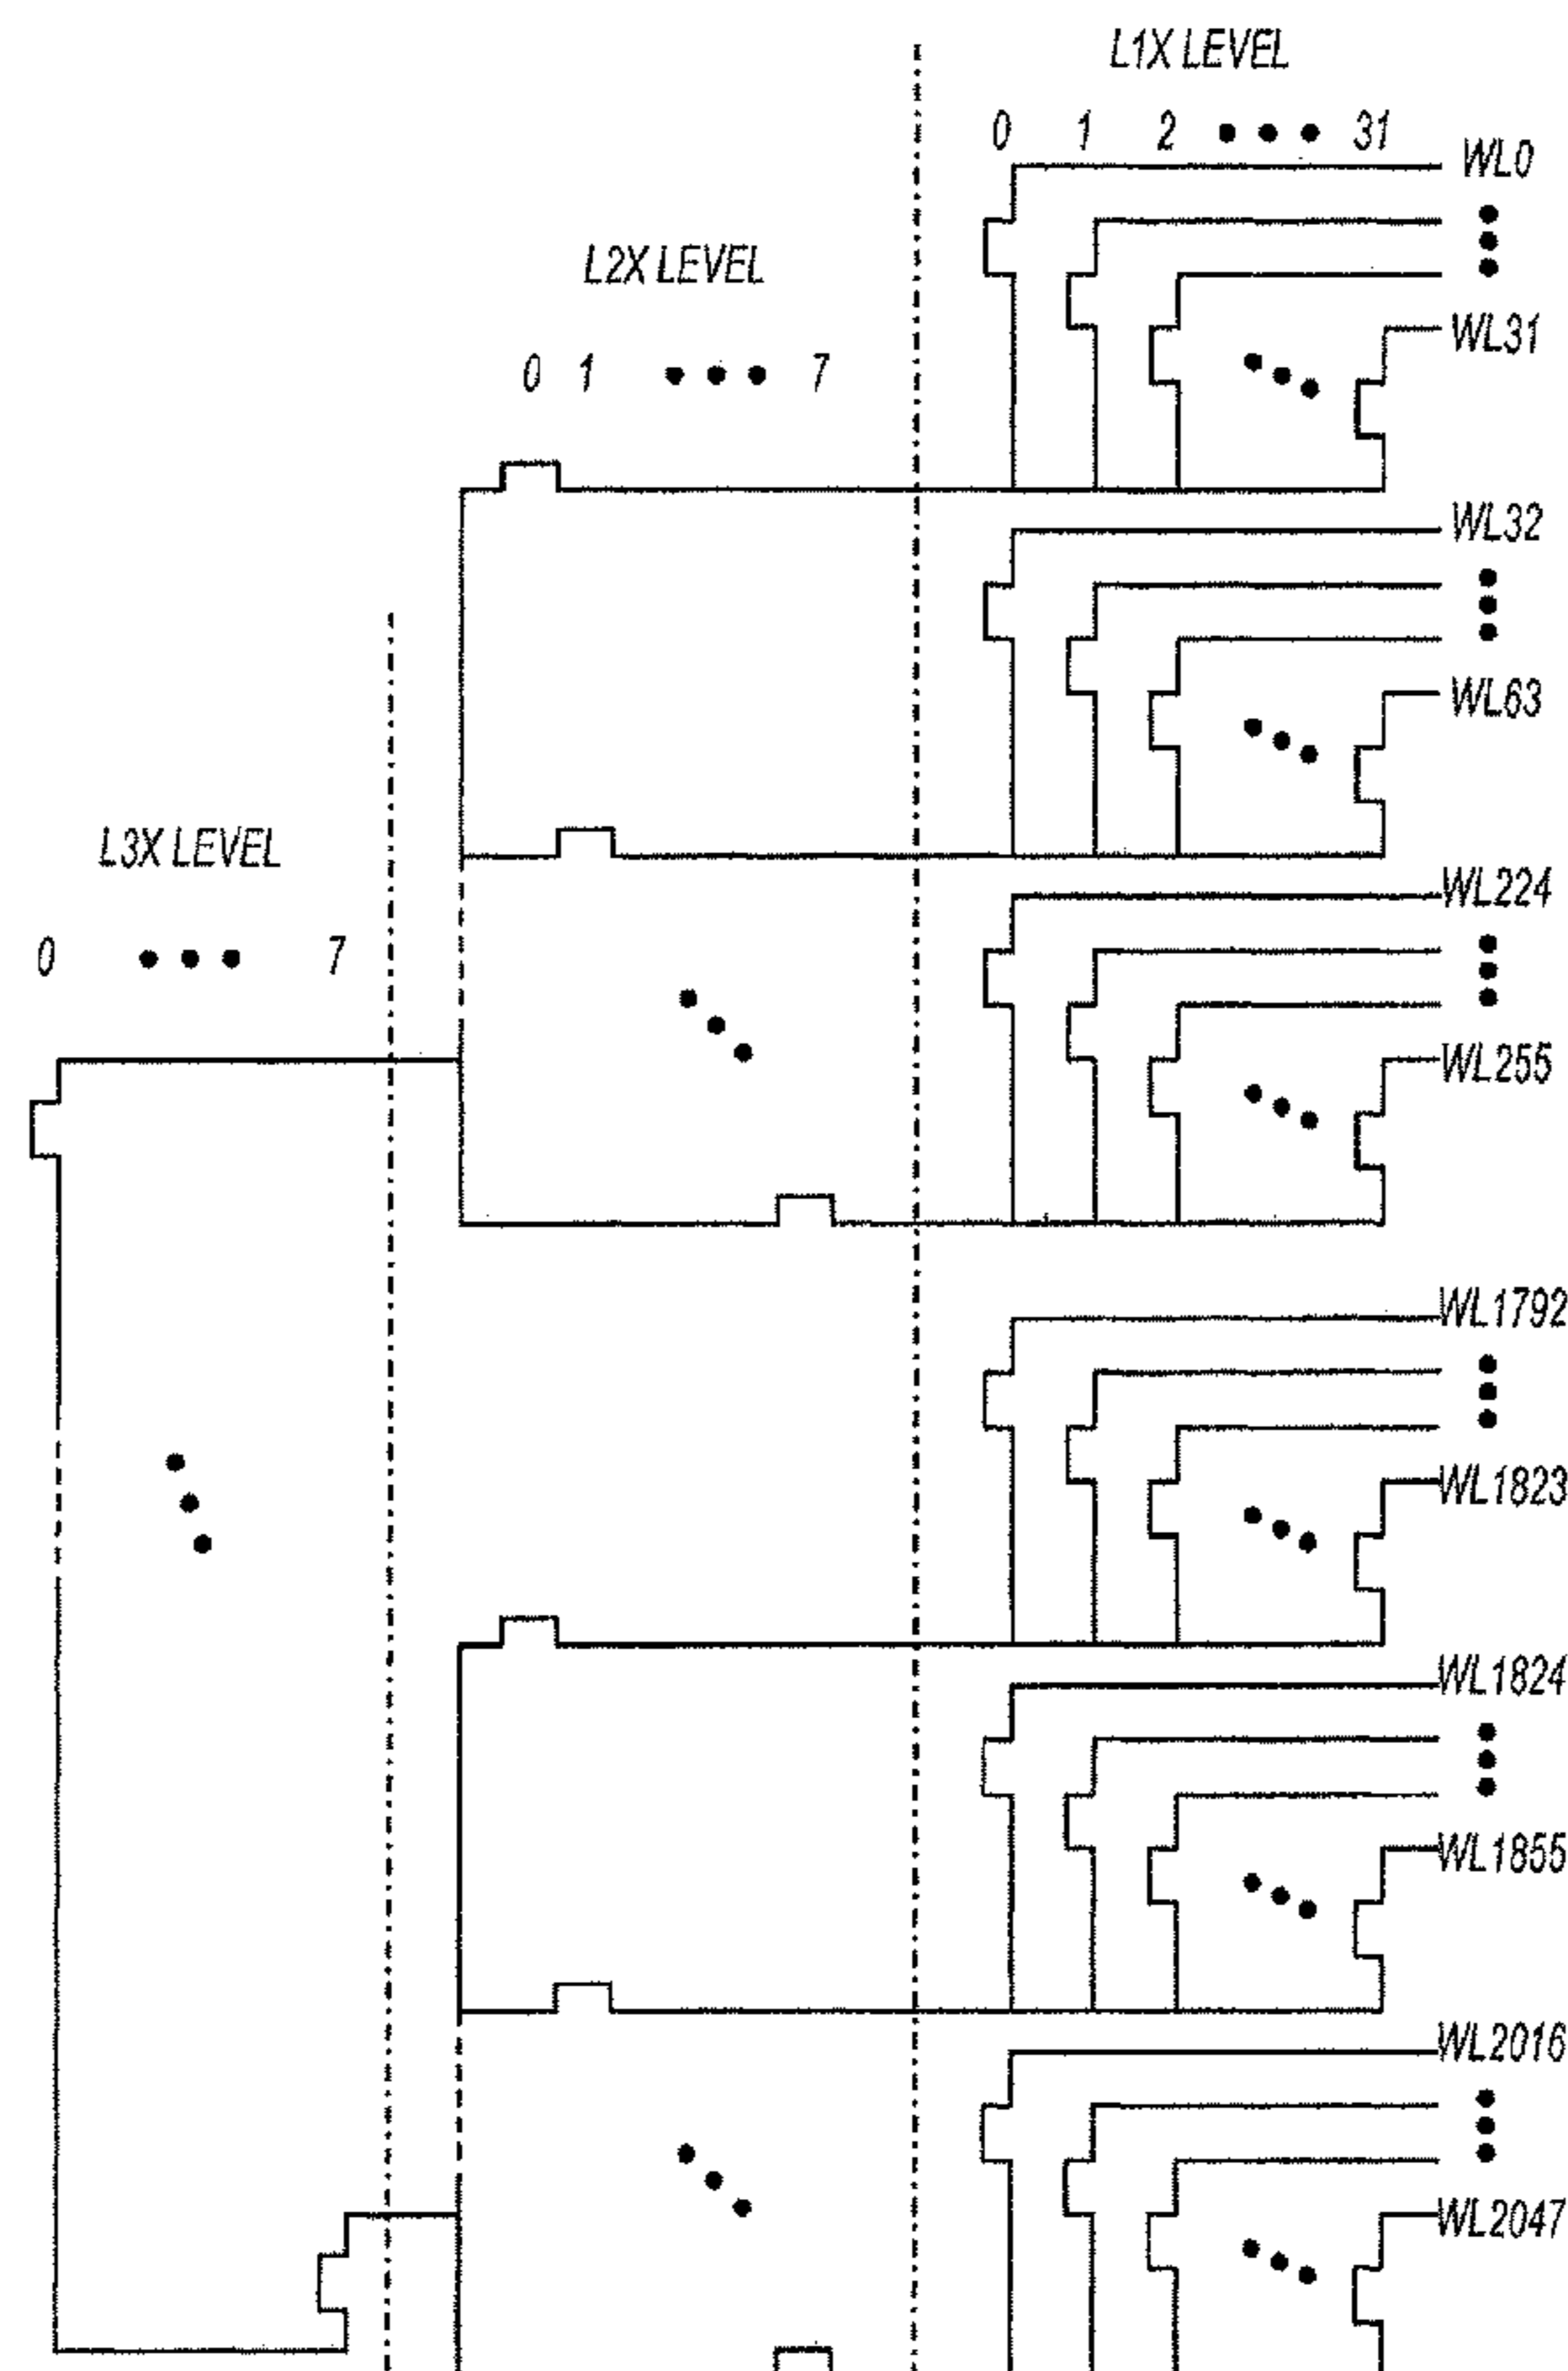 L1X LEVEL
0 1 2 ••• 31
WL0
L2X LEVEL
WL31
0 1 ••• 7
WL32
WL63
L3X LEVEL
WL224
0 ••• 7
WL255
WL1792
WL1823
WL1824
WL1855
WL2016
WL2047